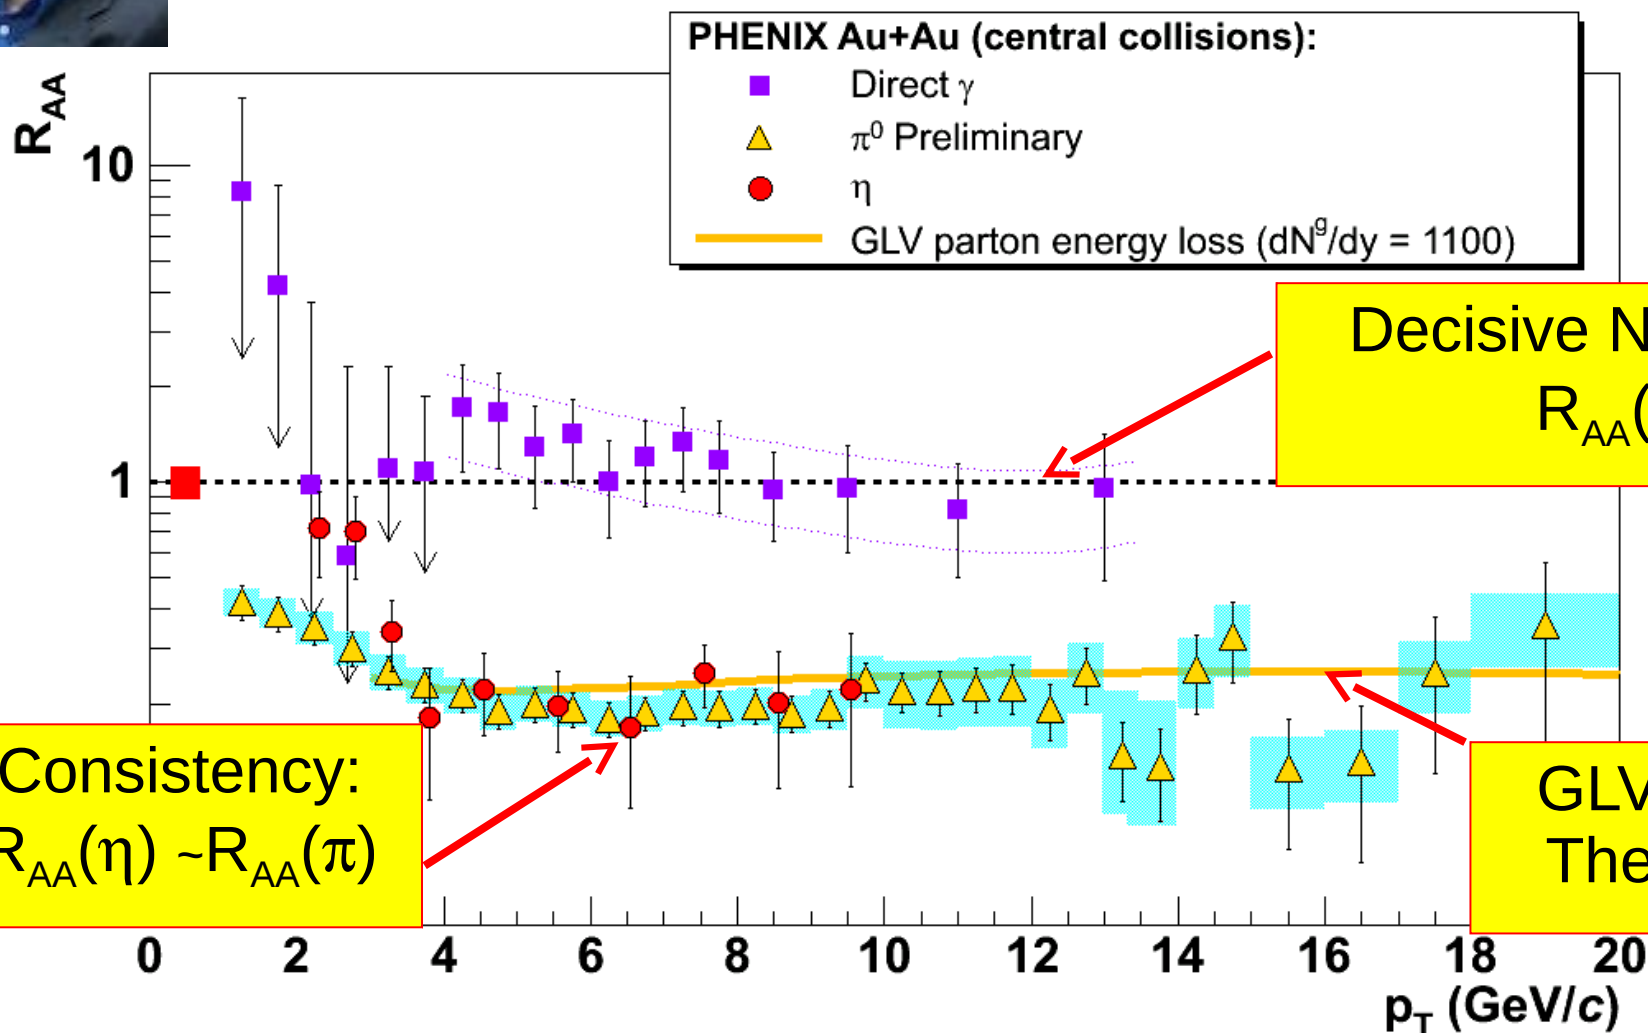 PHENIX Au+Au (central collisions):
Direct γ
π⁰ Preliminary
η
GLV parton energy loss (dNᵍ/dy = 1100)
R_AA
10
1
Decisive N
R_AA(
Consistency:
R_AA(η) ~R_AA(π)
GLV
The
0 2 4 6 8 10 12 14 16 18 20
p_T (GeV/c)